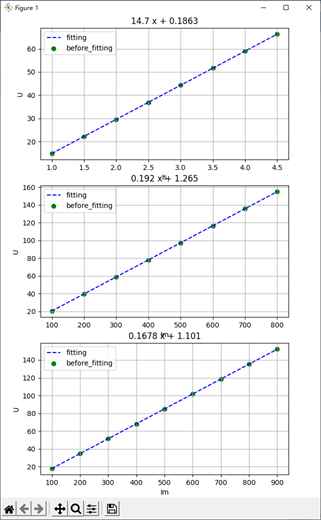 Figure 1
14.7 x + 0.1863
fitting
before_fitting
U
60
50
40
30
20
1.0 1.5 2.0 2.5 3.0 3.5 4.0 4.5
0.192 x + 1.265
fitting
before_fitting
U
160
140
120
100
80
60
40
20
100 200 300 400 500 600 700 800
0.1678 x + 1.101
fitting
before_fitting
U
140
120
100
80
60
40
20
100 200 300 400 500 600 700 800 900
Im